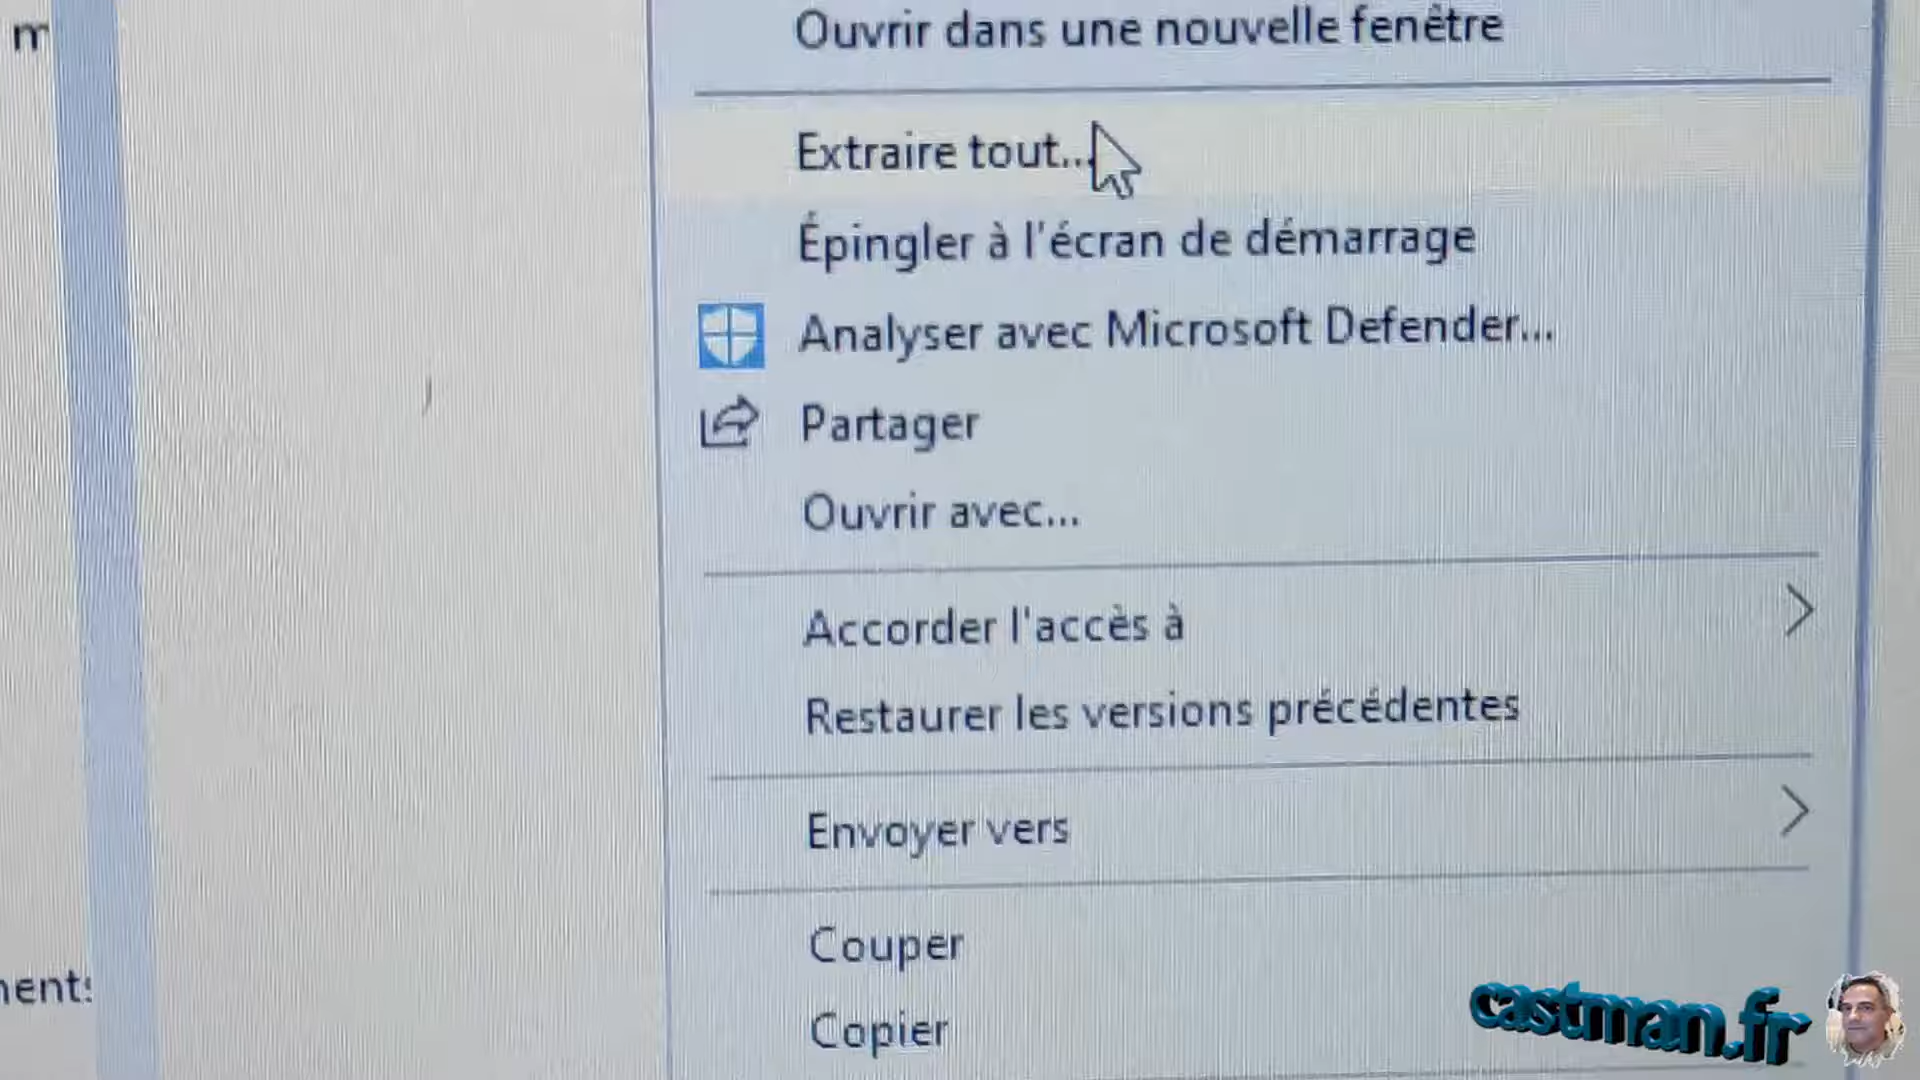 m
Ouvrir dans une nouvelle fenêtre
Extraire tout...
Épingler à l'écran de démarrage
Analyser avec Microsoft Defender...
Partager
Ouvrir avec...
Accorder l'accès à
Restaurer les versions précédentes
Envoyer vers
Couper
nents
Copier
castman.fr